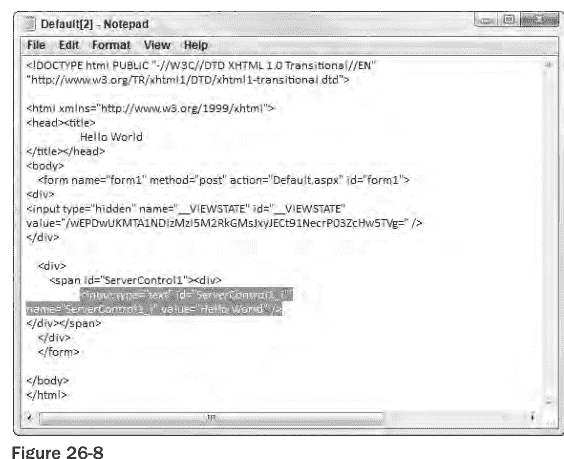 Default[2] - Notepad
File Edit Format View Help
<!DOCTYPE html PUBLIC "-//W3C//DTD XHTML 1.0 Transitional//EN"
"http://www.w3.org/TR/xhtml1/DTD/xhtml1-transitional.dtd">
<html xmlns="http://www.w3.org/1999/xhtml">
<head><title>
Hello World
</title></head>
<body>
<form name="form1" method="post" action="Default.aspx" id="form1">
<div>
<input type="hidden" name="__VIEWSTATE" id="__VIEWSTATE"
</div>
<div>
<span id="ServerControl1"><div>
<input type="text" id="ServerControl1_i"
name="ServerControl1_i" value="Hello World" />
</div></span>
</div>
</form>
</body>
</html>
Figure 26-8